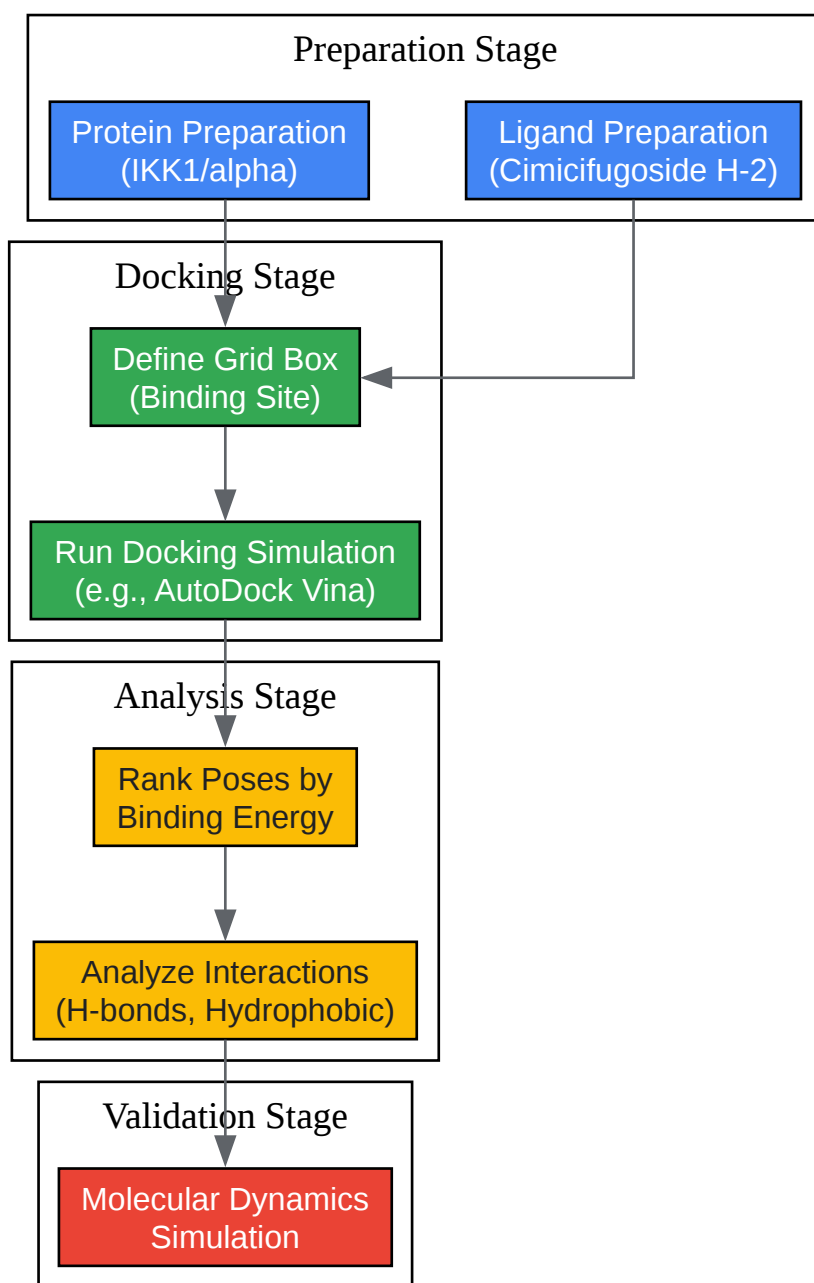 Preparation Stage
Protein Preparation
(IKK1/alpha)
Ligand Preparation
(Cimicifugoside H-2)
Docking Stage
Define Grid Box
(Binding Site)
Run Docking Simulation
(e.g., AutoDock Vina)
Analysis Stage
Rank Poses by
Binding Energy
Analyze Interactions
(H-bonds, Hydrophobic)
Validation Stage
Molecular Dynamics
Simulation